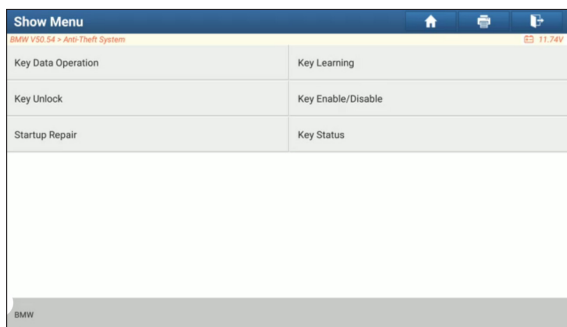 Show Menu
BMW V50.54 > Anti-Theft System 11.74V
Key Data Operation Key Learning
Key Unlock Key Enable/Disable
Startup Repair Key Status
BMW